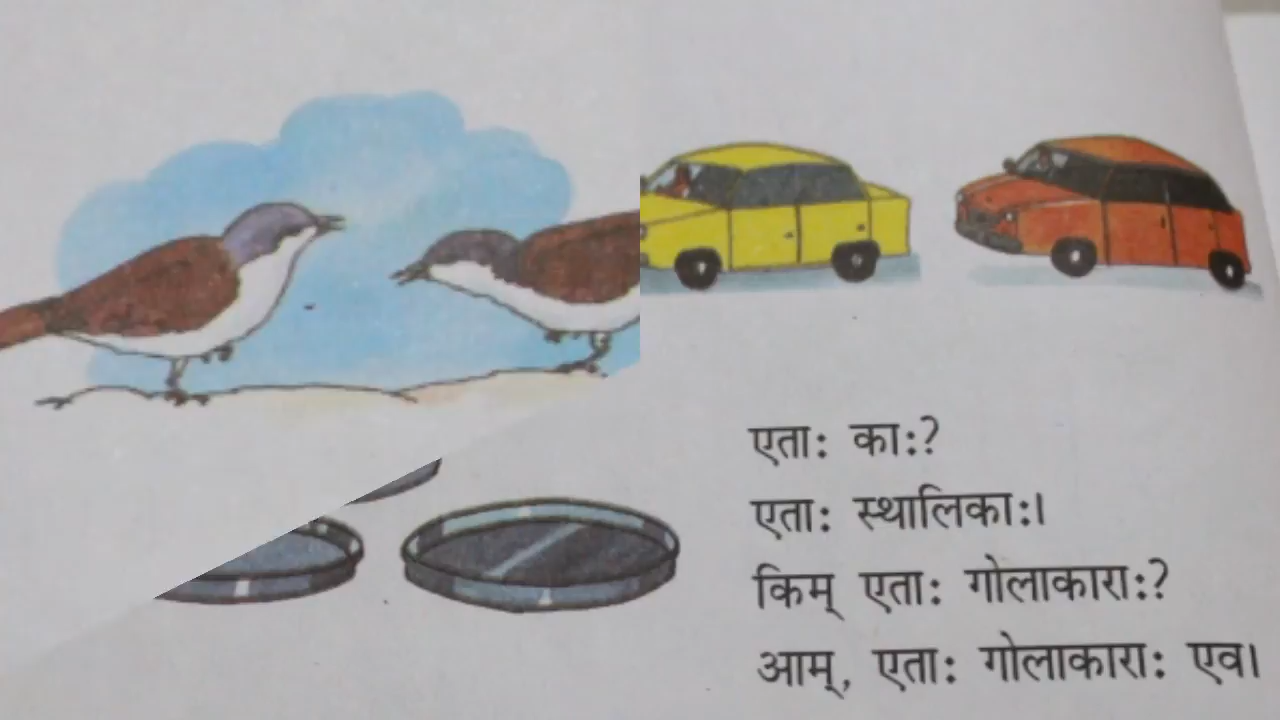 एताः काः?
एताः स्थालिकाः।
किम् एताः गोलाकाराः?
आम्, एताः गोलाकाराः एव।